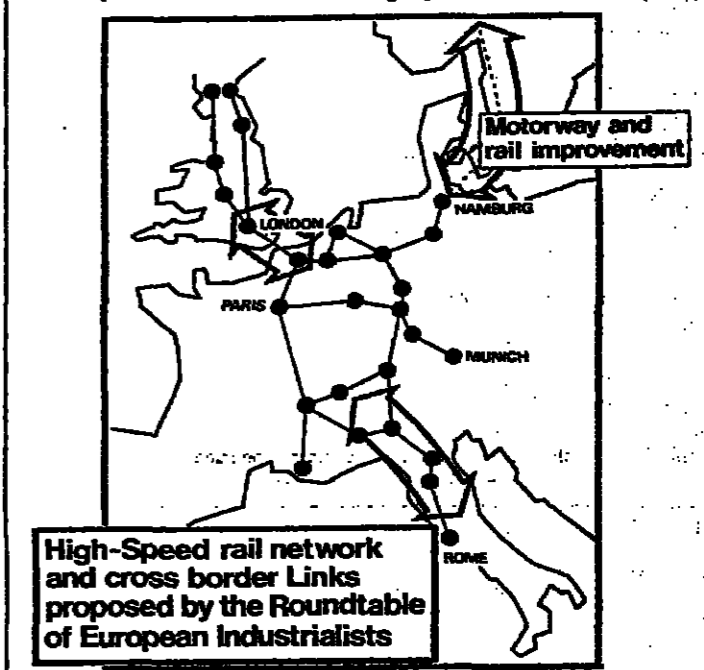 Motorway and
rail improvement
HAMBURG
LONDON
PARIS
MUNICH
ROME
High-Speed rail network
and cross border Links
proposed by the Roundtable
of European Industrialists